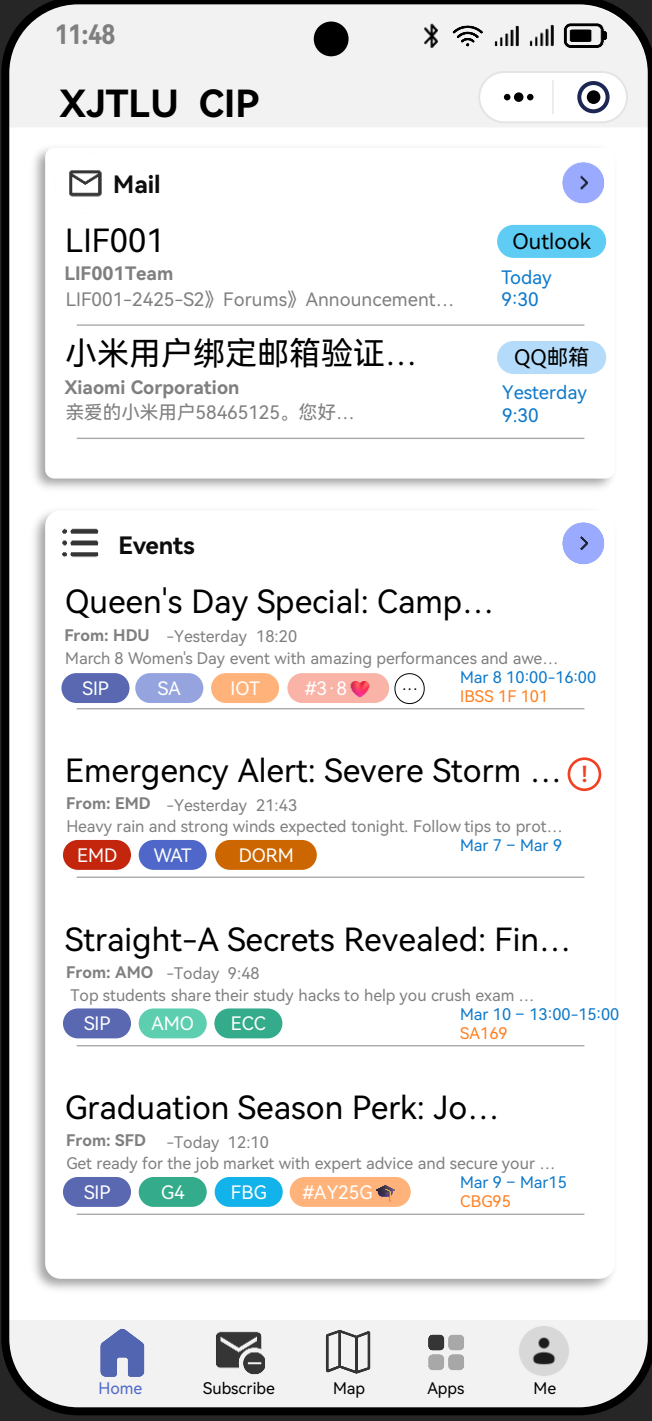 11:48
XJTLU CIP
Mail
LIF001
Outlook
LIF001Team
Today
LIF001-2425-S2》Forums》Announcement…
9:30
小米用户绑定邮箱验证…
QQ邮箱
Xiaomi Corporation
Yesterday
亲爱的小米用户58465125。您好…
9:30
Events
Queen's Day Special: Camp…
From: HDU -Yesterday 18:20
March 8 Women's Day event with amazing performances and awe…
SIP SA IOT #3·8 ...
Mar 8 10:00-16:00
IBSS 1F 101
Emergency Alert: Severe Storm … !
From: EMD -Yesterday 21:43
Heavy rain and strong winds expected tonight. Follow tips to prot…
EMD WAT DORM
Mar 7 – Mar 9
Straight-A Secrets Revealed: Fin…
From: AMO -Today 9:48
Top students share their study hacks to help you crush exam …
SIP AMO ECC
Mar 10 – 13:00-15:00
SA169
Graduation Season Perk: Jo…
From: SFD -Today 12:10
Get ready for the job market with expert advice and secure your …
SIP G4 FBG #AY25G🎓
Mar 9 – Mar15
CBG95
Home Subscribe Map Apps Me